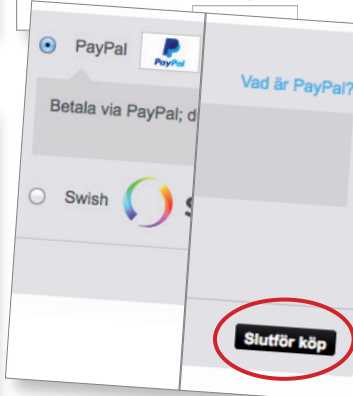 PayPal PayPal
Vad är PayPal?
Betala via PayPal; d
Swish
Slutför köp